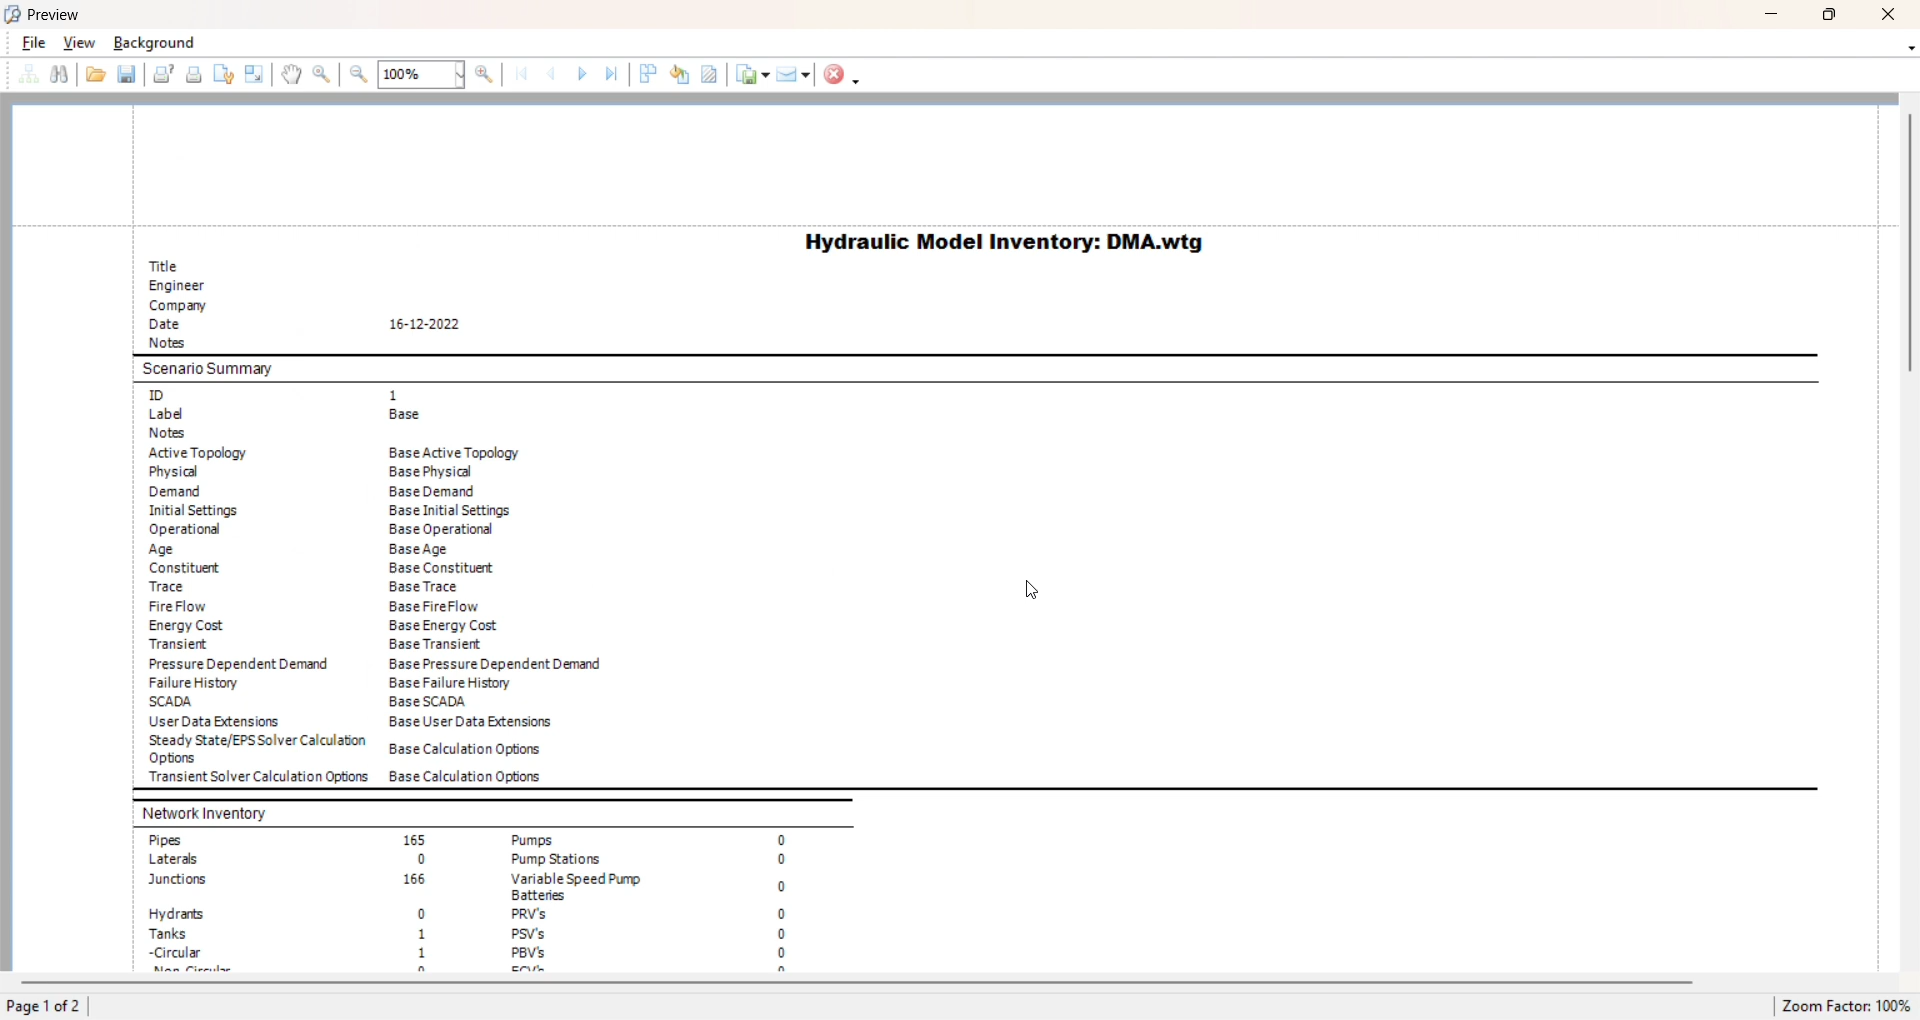 Preview
File View Background
100%
Hydraulic Model Inventory: DMA.wtg
Title
Engineer
Company
Date 16-12-2022
Notes
Scenario Summary
ID 1
Label Base
Notes
Active Topology Base Active Topology
Physical Base Physical
Demand Base Demand
Initial Settings Base Initial Settings
Operational Base Operational
Age Base Age
Constituent Base Constituent
Trace Base Trace
Fire Flow Base Fire Flow
Energy Cost Base Energy Cost
Transient Base Transient
Pressure Dependent Demand Base Pressure Dependent Demand
Failure History Base Failure History
SCADA Base SCADA
User Data Extensions Base User Data Extensions
Steady State/EPS Solver Calculation
Options Base Calculation Options
Transient Solver Calculation Options Base Calculation Options
Network Inventory
Pipes 165 Pumps 0
Laterals 0 Pump Stations 0
Junctions 166 Variable Speed Pump
Batteries 0
Hydrants 0 PRV's 0
Tanks 1 PSV's 0
-Circular 1 PBV's 0
-Non-Circular 0 FCV's 0
Page 1 of 2 Zoom Factor: 100%